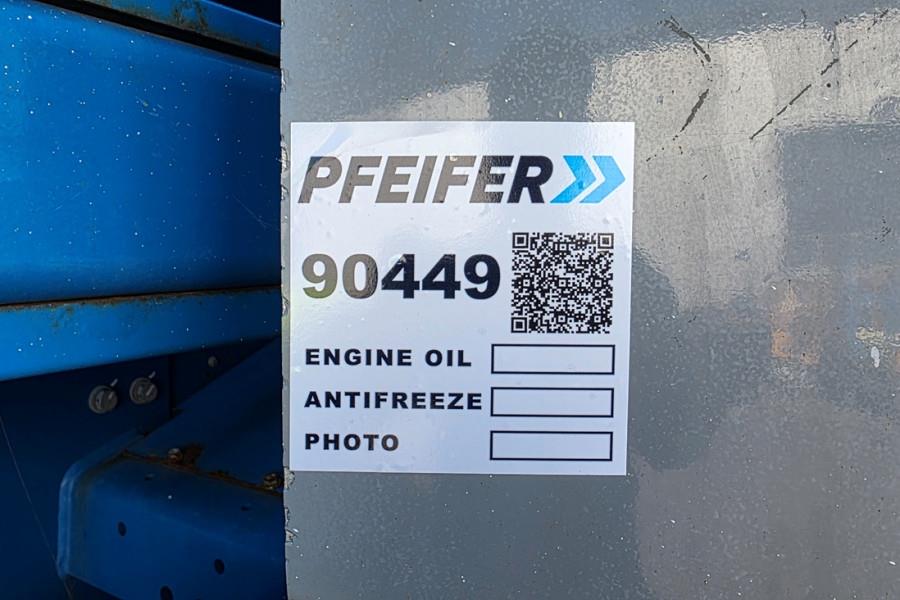 PFEIFER
90449
ENGINE OIL
ANTIFREEZE
PHOTO